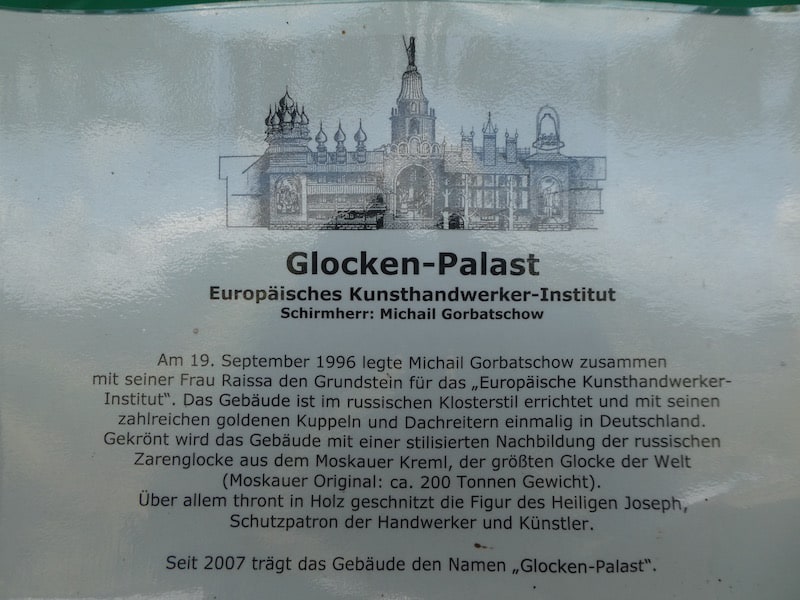 Glocken-Palast
Europäisches Kunsthandwerker-Institut
Schirmherr: Michail Gorbatschow
Am 19. September 1996 legte Michail Gorbatschow zusammen
mit seiner Frau Raissa den Grundstein für das „Europäische Kunsthandwerker-
Institut“. Das Gebäude ist im russischen Klosterstil errichtet und mit seinen
zahlreichen goldenen Kuppeln und Dachreitern einmalig in Deutschland.
Gekrönt wird das Gebäude mit einer stilisierten Nachbildung der russischen
Zarenglocke aus dem Moskauer Kreml, der größten Glocke der Welt
(Moskauer Original: ca. 200 Tonnen Gewicht).
Über allem thront in Holz geschnitzt die Figur des Heiligen Joseph,
Schutzpatron der Handwerker und Künstler.
Seit 2007 trägt das Gebäude den Namen „Glocken-Palast“.